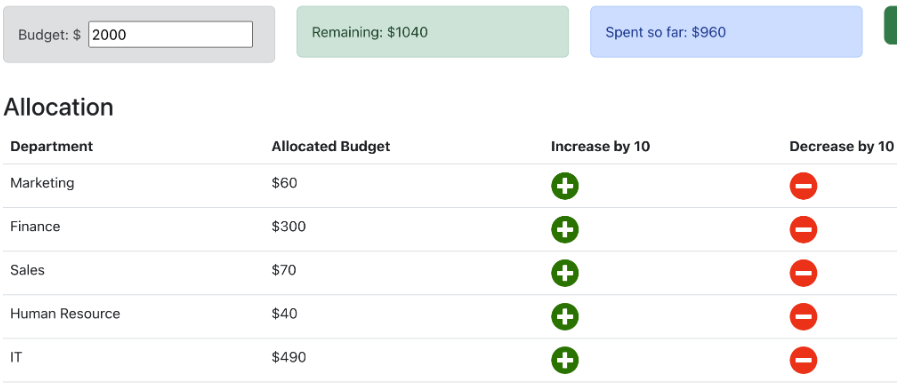 Budget: $ 2000 Remaining: $1040 Spent so far: $960
Allocation
Department Allocated Budget Increase by 10 Decrease by 10
Marketing $60
Finance $300
Sales $70
Human Resource $40
IT $490